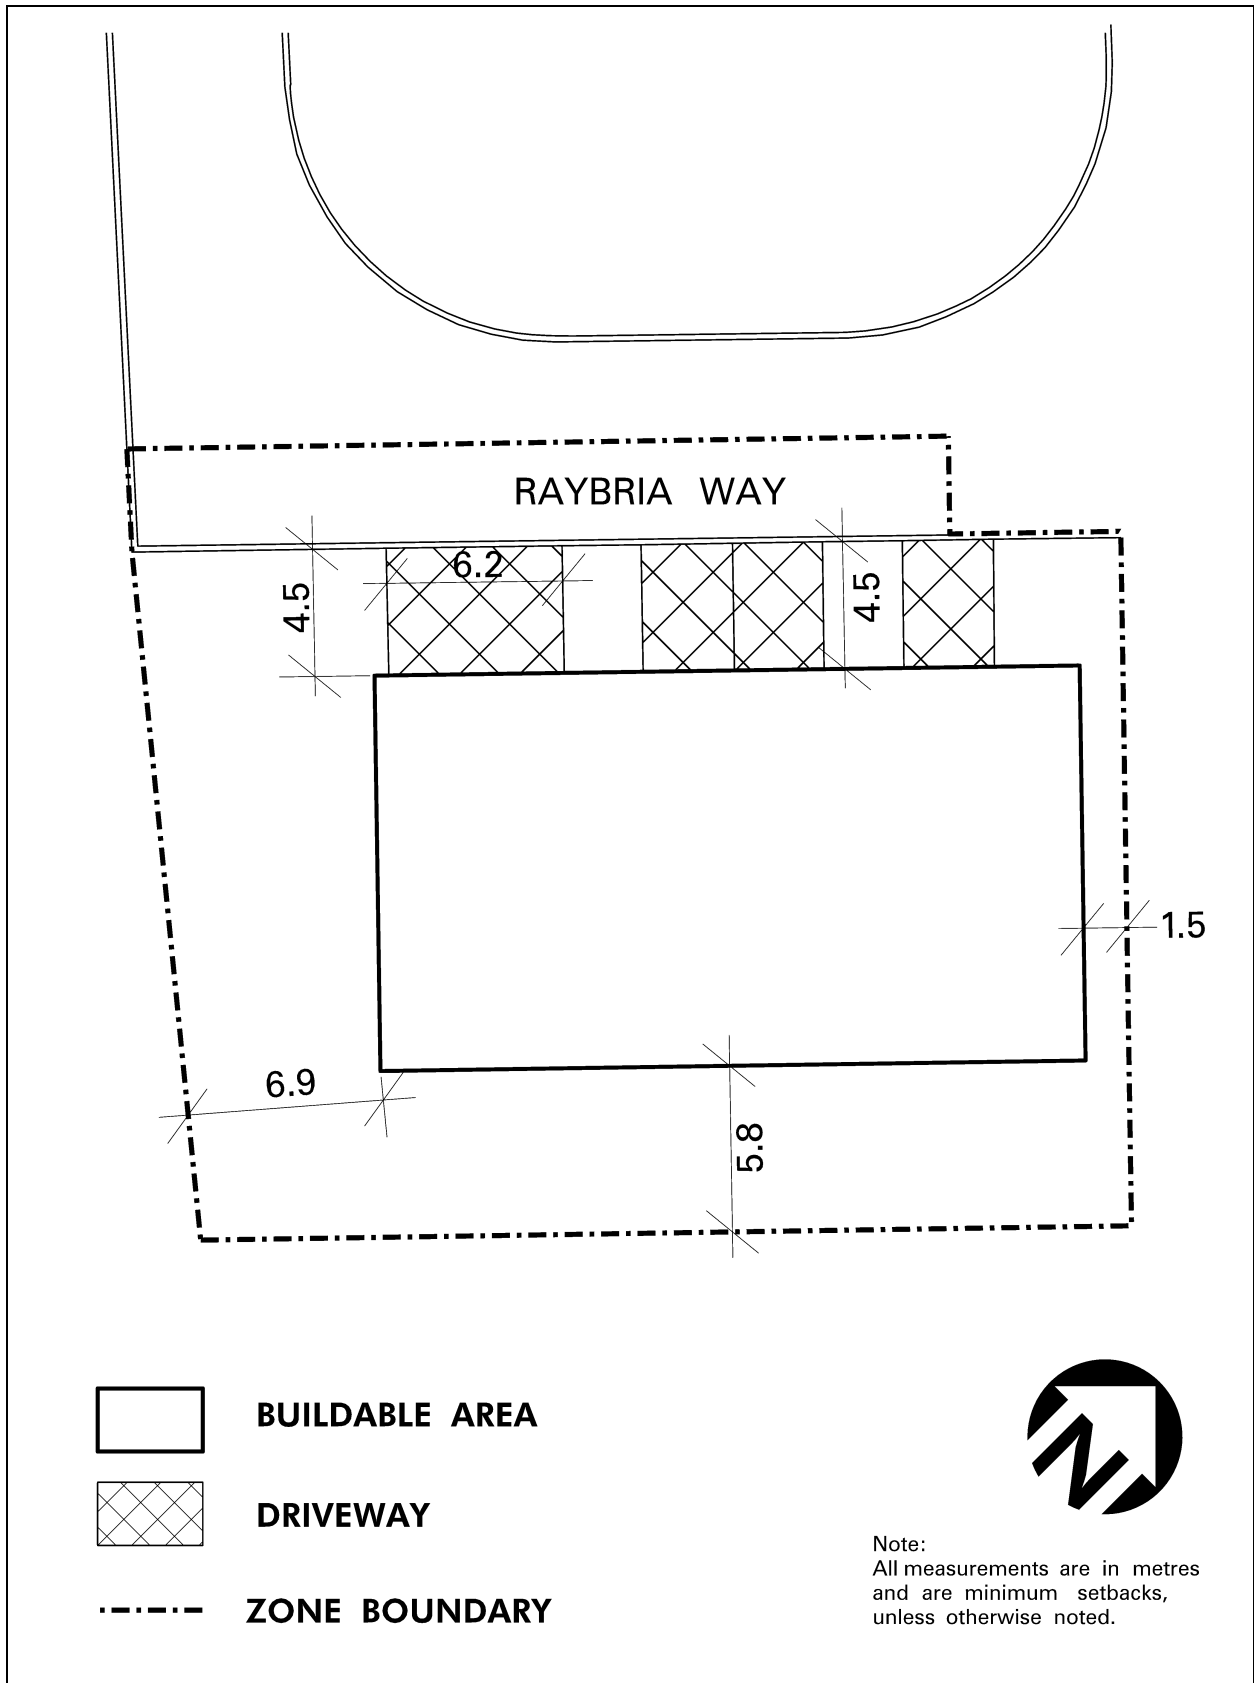 RAYBRIA WAY
6.2
4.5
4.5
1.5
6.9
5.8
BUILDABLE AREA
DRIVEWAY
ZONE BOUNDARY
N
Note:
All measurements are in metres
and are minimum setbacks,
unless otherwise noted.